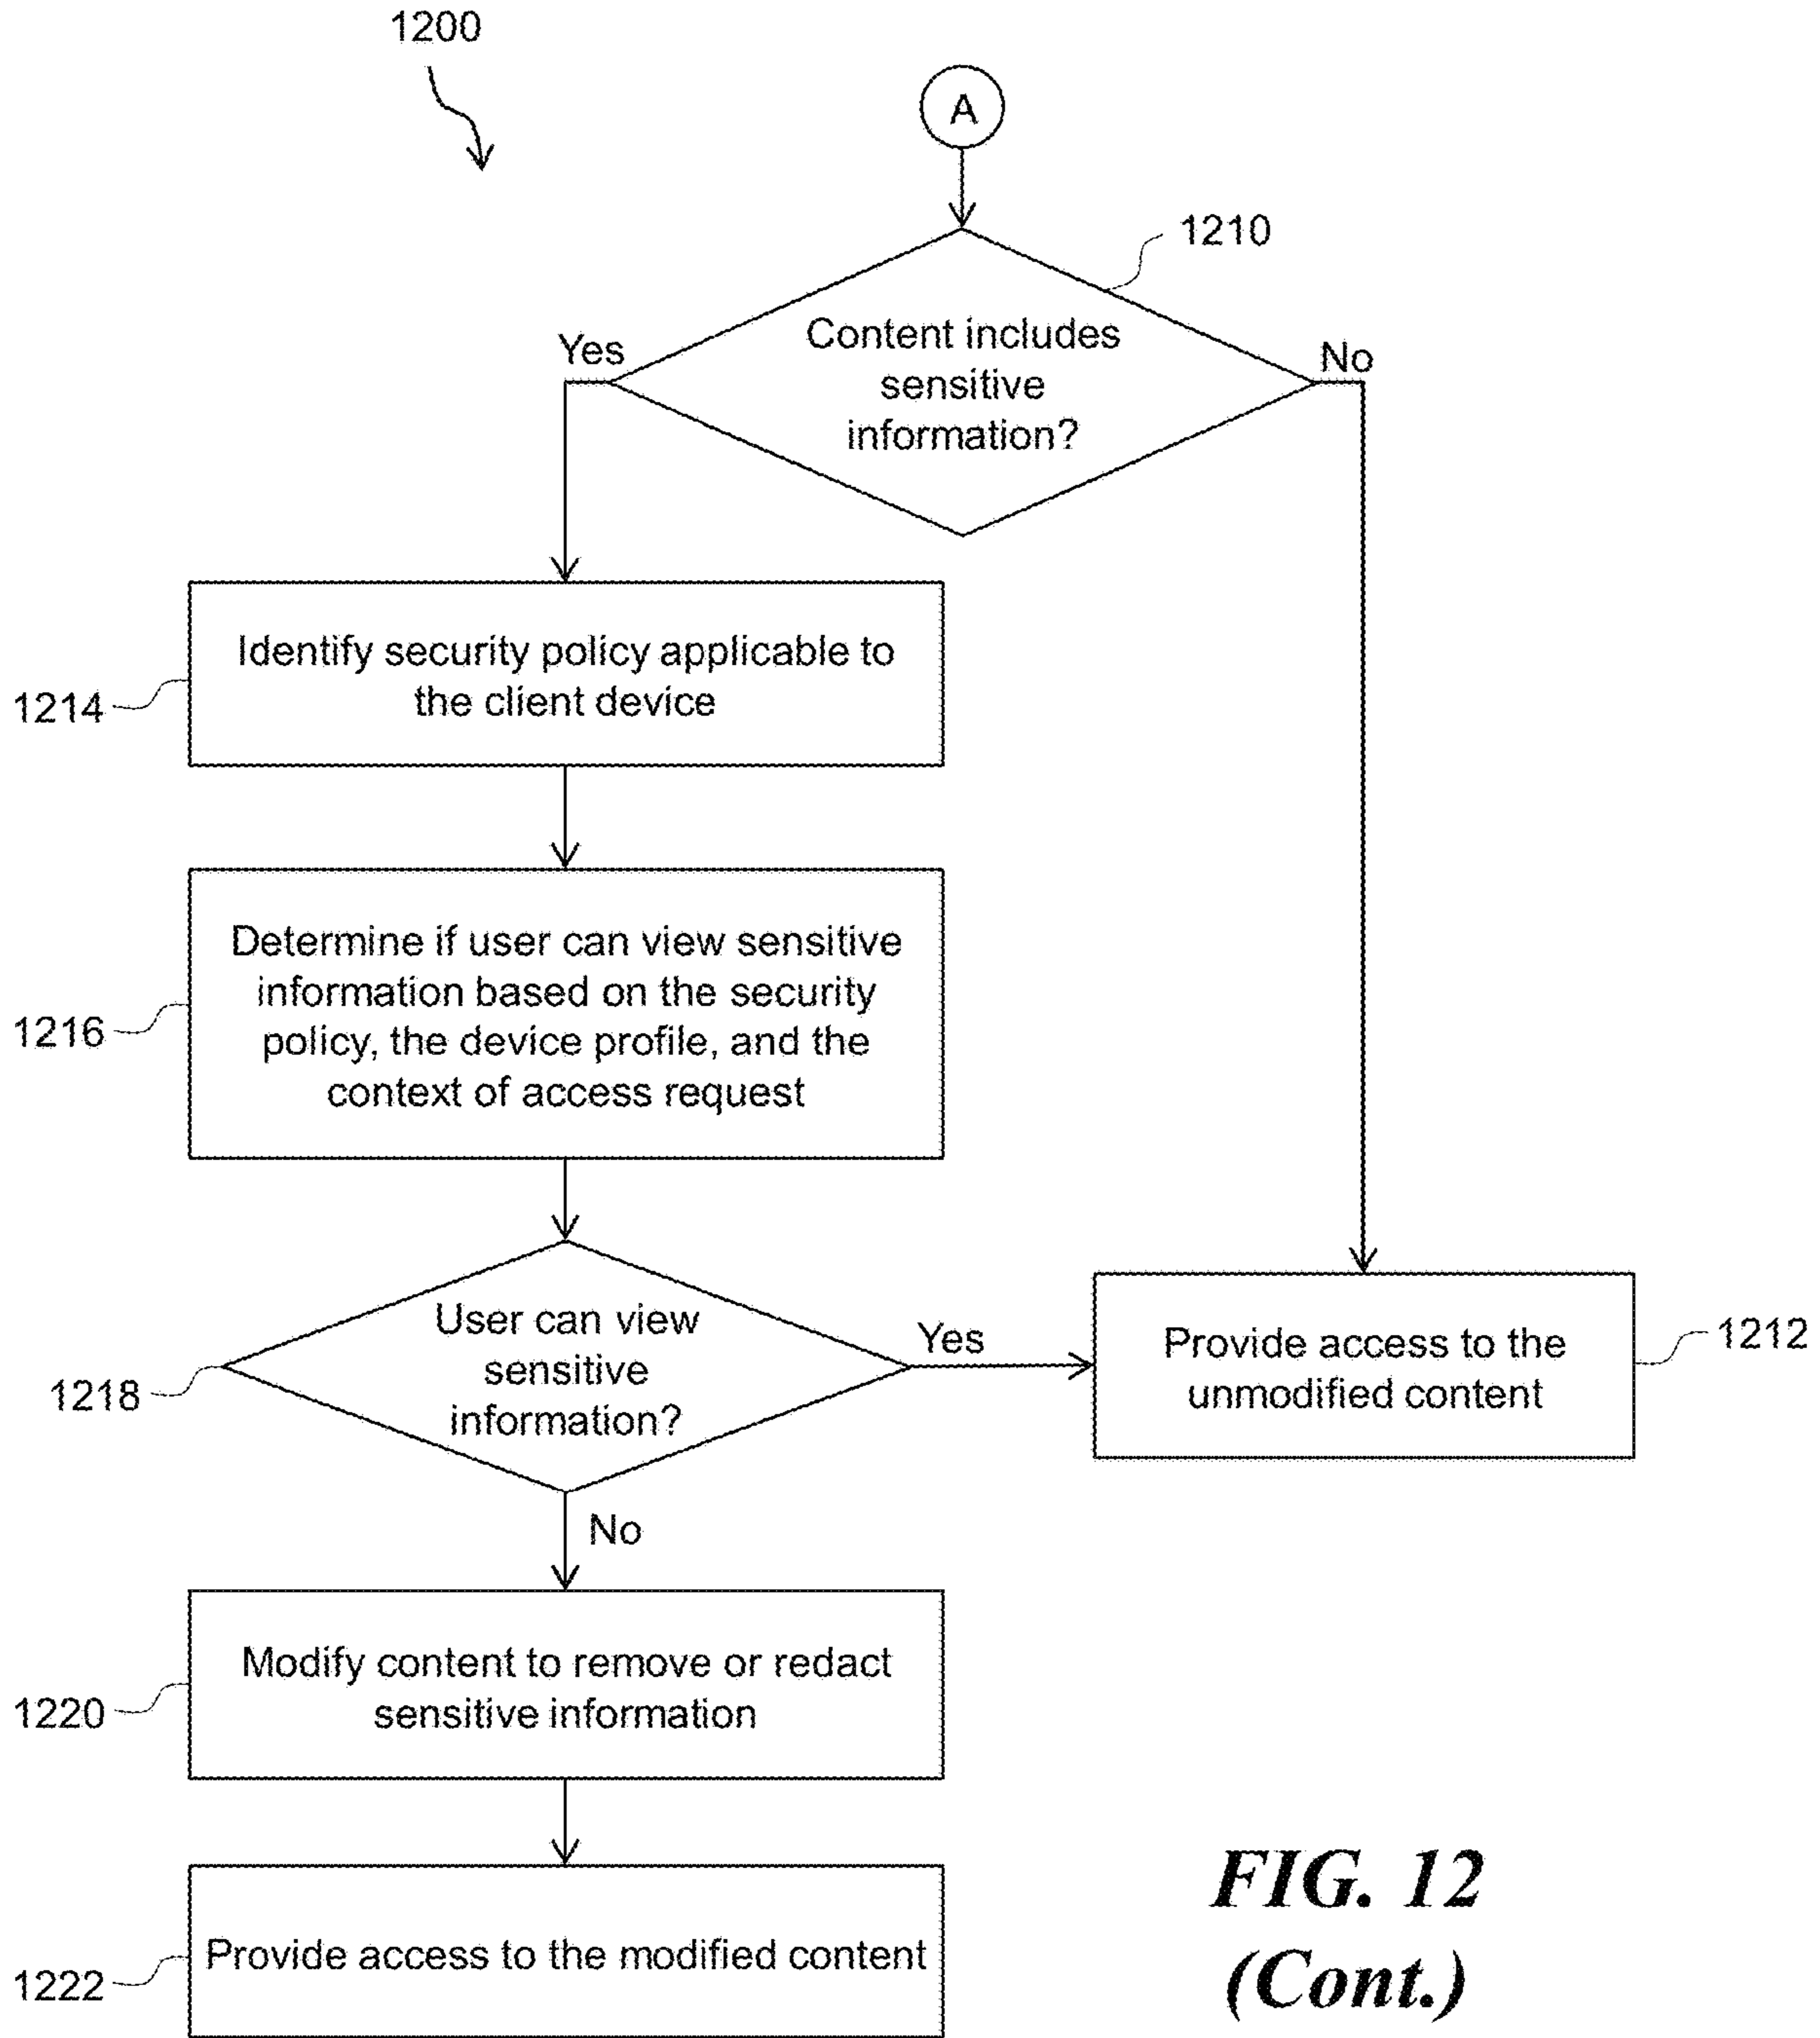 1200
A
1210
Content includes
sensitive
information?
Yes
No
Identify security policy applicable to
the client device
1214
Determine if user can view sensitive
information based on the security
policy, the device profile, and the
context of access request
1216
User can view
sensitive
information?
1218
Yes
Provide access to the
unmodified content
1212
No
Modify content to remove or redact
sensitive information
1220
Provide access to the modified content
1222
FIG. 12
(Cont.)